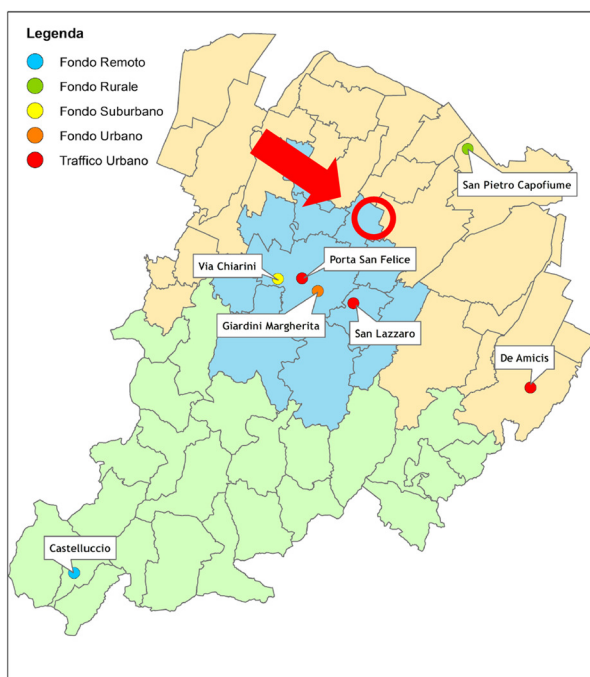 Legenda
Fondo Remoto
Fondo Rurale
Fondo Suburbano
Fondo Urbano
Traffico Urbano
San Pietro Capofiume
Via Chiarini
Porta San Felice
Giardini Margherita
San Lazzaro
De Amicis
Castelluccio